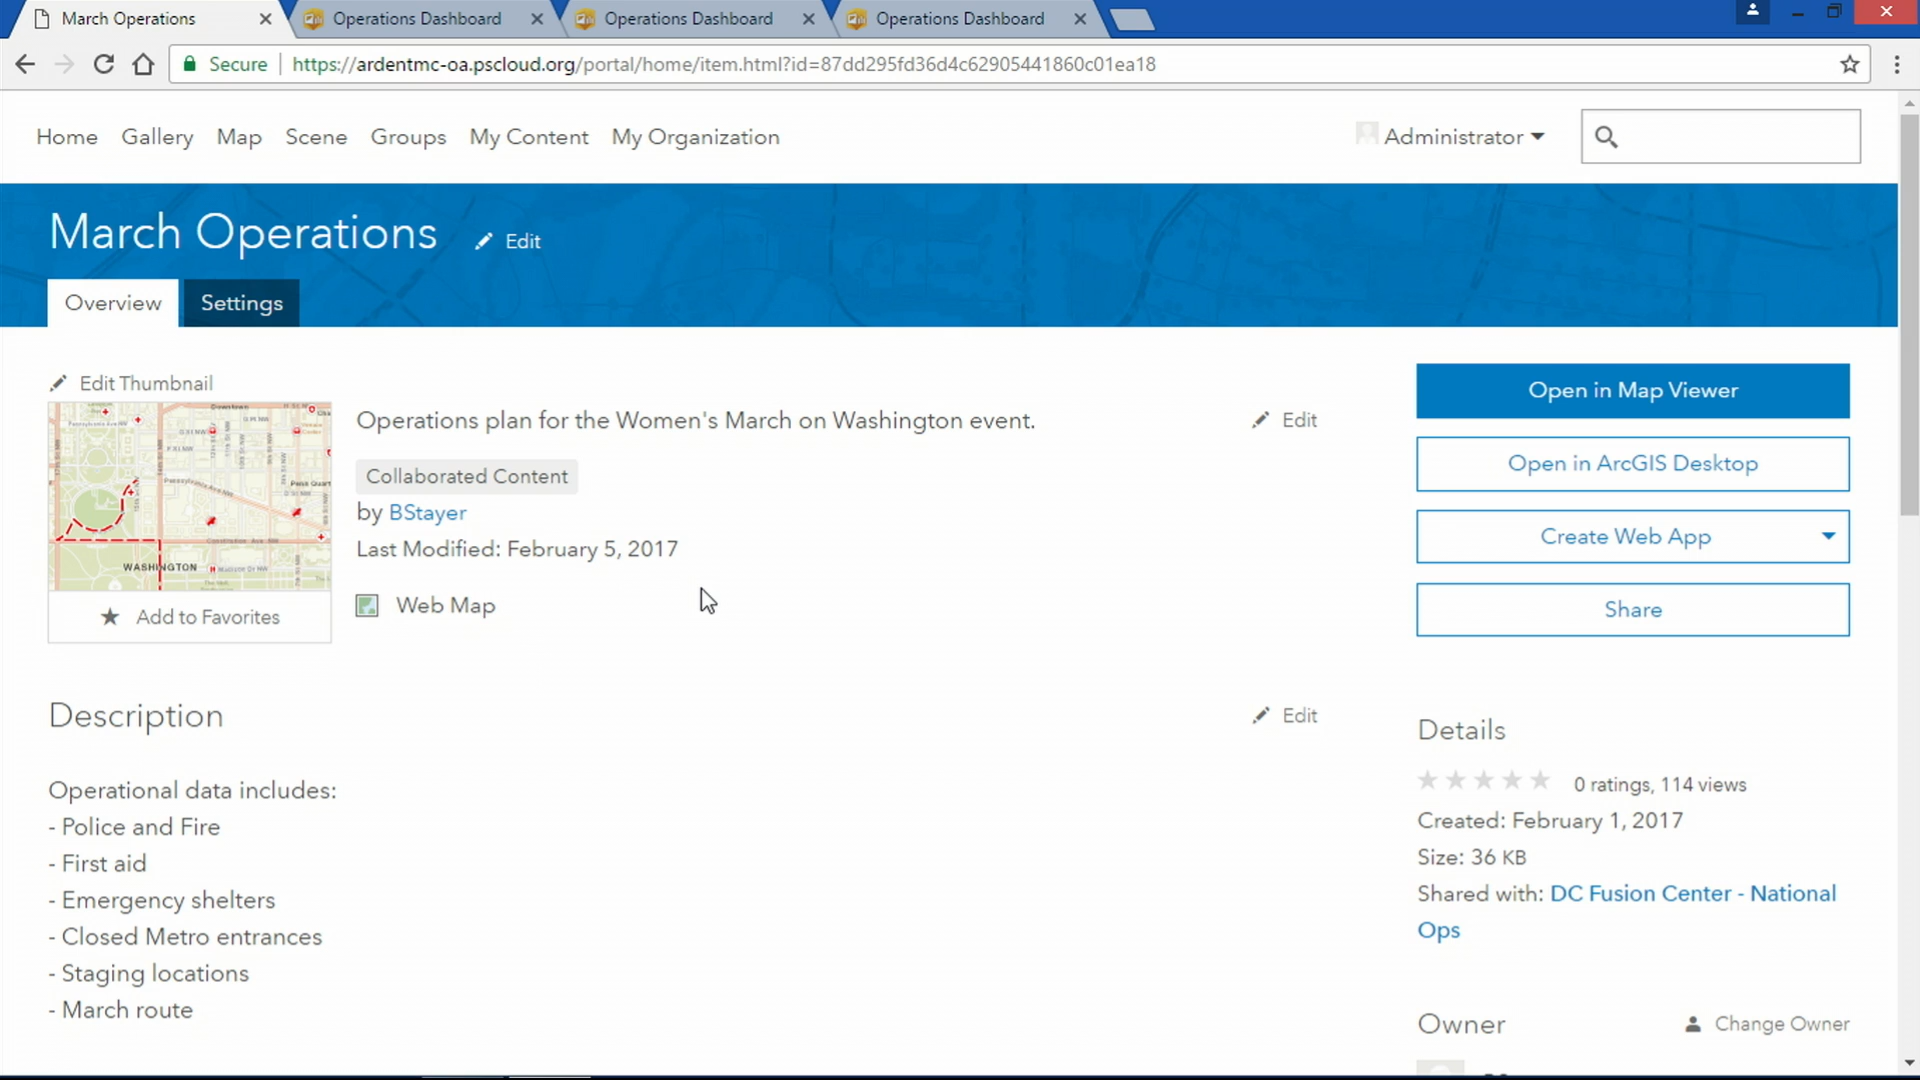 March Operations
Operations Dashboard
Operations Dashboard
Operations Dashboard
Secure
https://ardentmc-oa.pscloud.org/portal/home/item.html?id=87dd295fd36d4c62905441860c01ea18
Home Gallery Map Scene Groups My Content My Organization
Administrator
March Operations
Edit
Overview
Settings
Edit Thumbnail
Downtown
WASHINGTON
Add to Favorites
Operations plan for the Women's March on Washington event.
Edit
Collaborated Content
by BStayer
Last Modified: February 5, 2017
Web Map
Open in Map Viewer
Open in ArcGIS Desktop
Create Web App
Share
Description
Edit
Operational data includes:
- Police and Fire
- First aid
- Emergency shelters
- Closed Metro entrances
- Staging locations
- March route
Details
0 ratings, 114 views
Created: February 1, 2017
Size: 36 KB
Shared with: DC Fusion Center - National
Ops
Owner
Change Owner